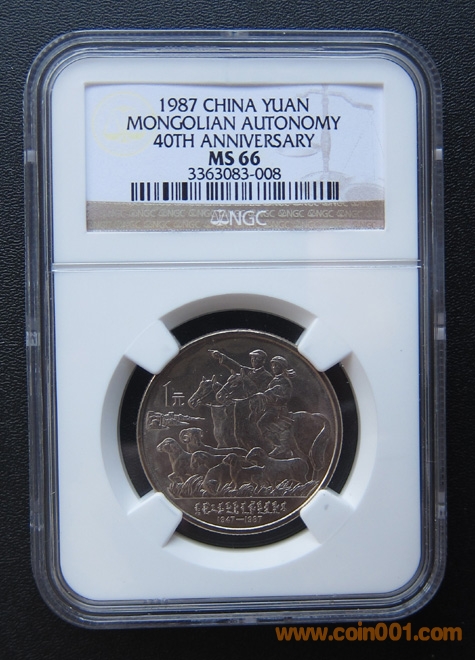 1987 CHINA YUAN
MONGOLIAN AUTONOMY
40TH ANNIVERSARY
MS 66
3363083-008
NGC
1元
1947—1987
www.coin001.com